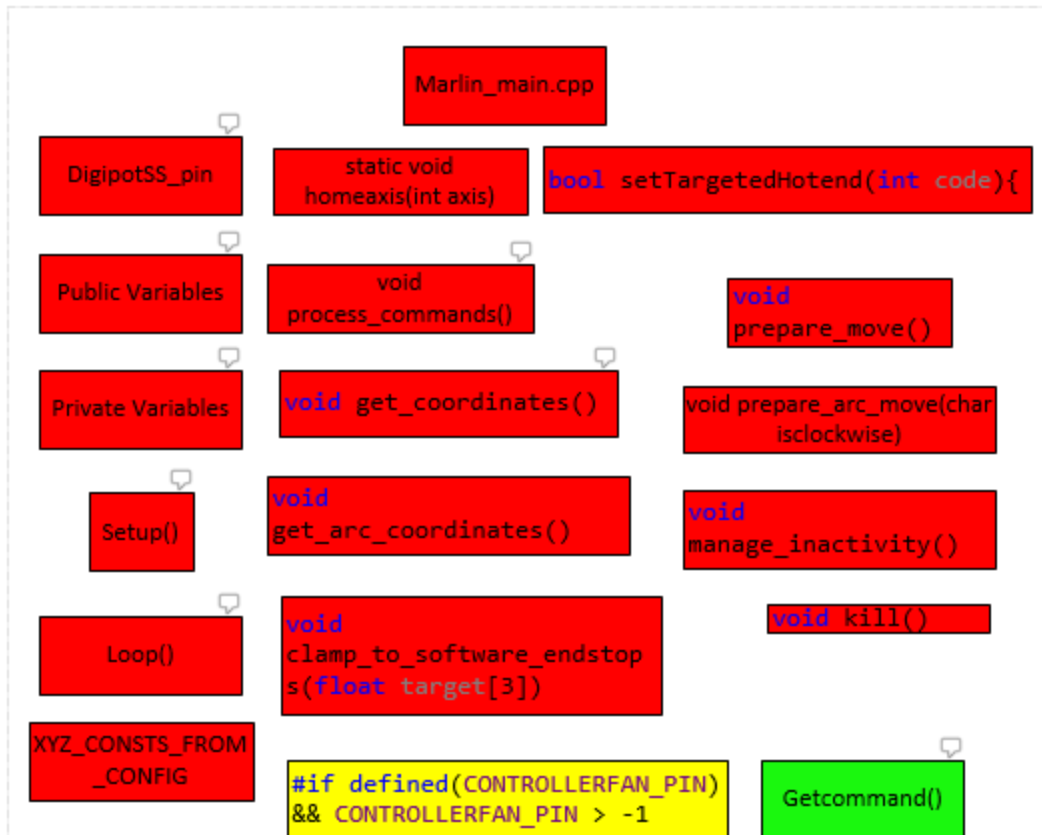 Marlin_main.cpp
DigipotSS_pin
static void
homeaxis(int axis)
bool setTargetedHotend(int code){
Public Variables
void
process_commands()
void
prepare_move()
Private Variables
void get_coordinates()
void prepare_arc_move(char
isclockwise)
Setup()
void
get_arc_coordinates()
void
manage_inactivity()
Loop()
void
clamp_to_software_endstop
s(float target[3])
void kill()
XYZ_CONSTS_FROM
_CONFIG
#if defined(CONTROLLERFAN_PIN)
&& CONTROLLERFAN_PIN > -1
Getcommand()